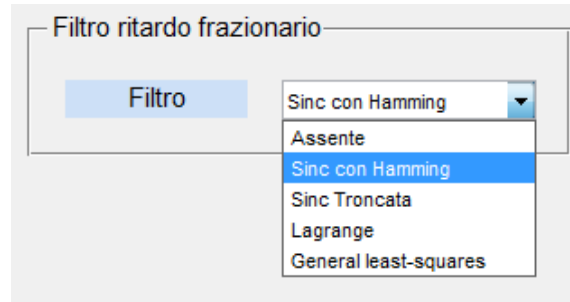 Filtro ritardo frazionario
Filtro
Sinc con Hamming
Assente
Sinc con Hamming
Sinc Troncata
Lagrange
General least-squares